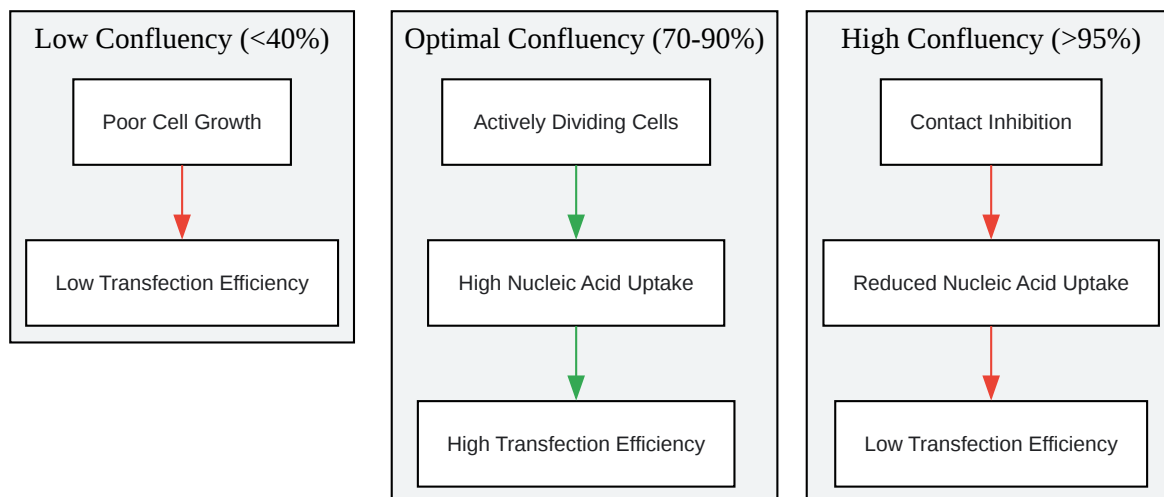 Low Confluency (<40%)
Poor Cell Growth
Low Transfection Efficiency
Optimal Confluency (70-90%)
Actively Dividing Cells
High Nucleic Acid Uptake
High Transfection Efficiency
High Confluency (>95%)
Contact Inhibition
Reduced Nucleic Acid Uptake
Low Transfection Efficiency